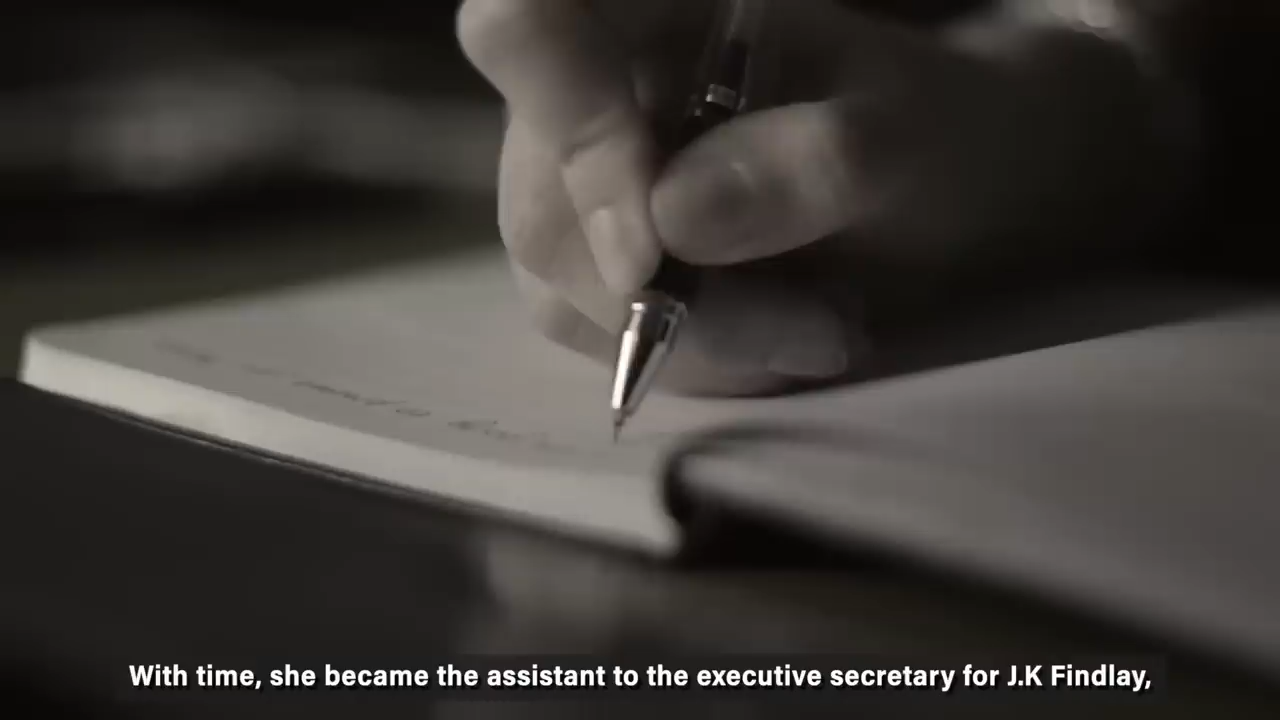 With time, she became the assistant to the executive secretary for J.K Findlay,